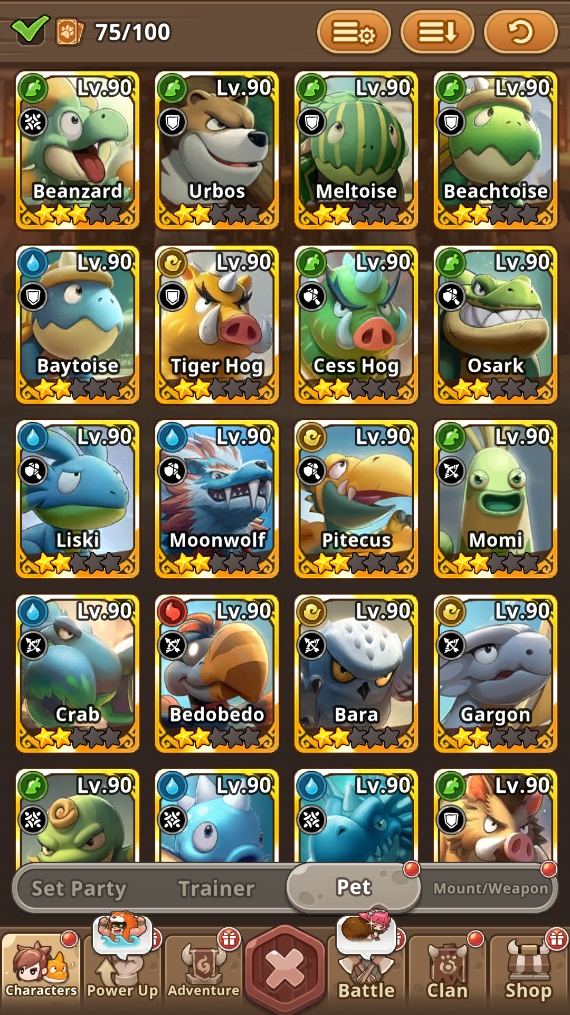 75/100
Lv.90 Lv.90 Lv.90 Lv.90
Beanzard Urbos Meltoise Beachtoise
Lv.90 Lv.90 Lv.90 Lv.90
Baytoise Tiger Hog Cess Hog Osark
Lv.90 Lv.90 Lv.90 Lv.90
Liski Moonwolf Pitecus Momi
Lv.90 Lv.90 Lv.90 Lv.90
Crab Bedobedo Bara Gargon
Lv.90 Lv.90 Lv.90 Lv.90
Set Party Trainer Pet Mount/Weapon
Characters Power Up Adventure Battle Clan Shop